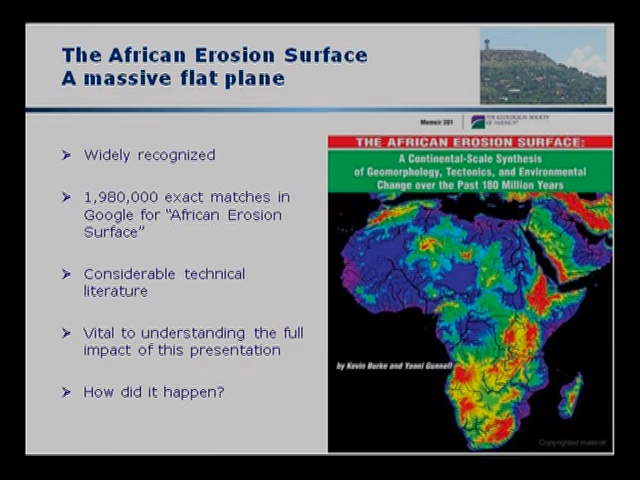 The African Erosion Surface
A massive flat plane
Memoir 201
THE GEOLOGICAL SOCIETY
OF AMERICA
THE AFRICAN EROSION SURFACE:
A Continental-Scale Synthesis
of Geomorphology, Tectonics, and Environmental
Change over the Past 180 Million Years
by Kevin Burke and Yanni Gunnell
Copyrighted material
➢ Widely recognized
➢ 1,980,000 exact matches in
Google for “African Erosion
Surface”
➢ Considerable technical
literature
➢ Vital to understanding the full
impact of this presentation
➢ How did it happen?